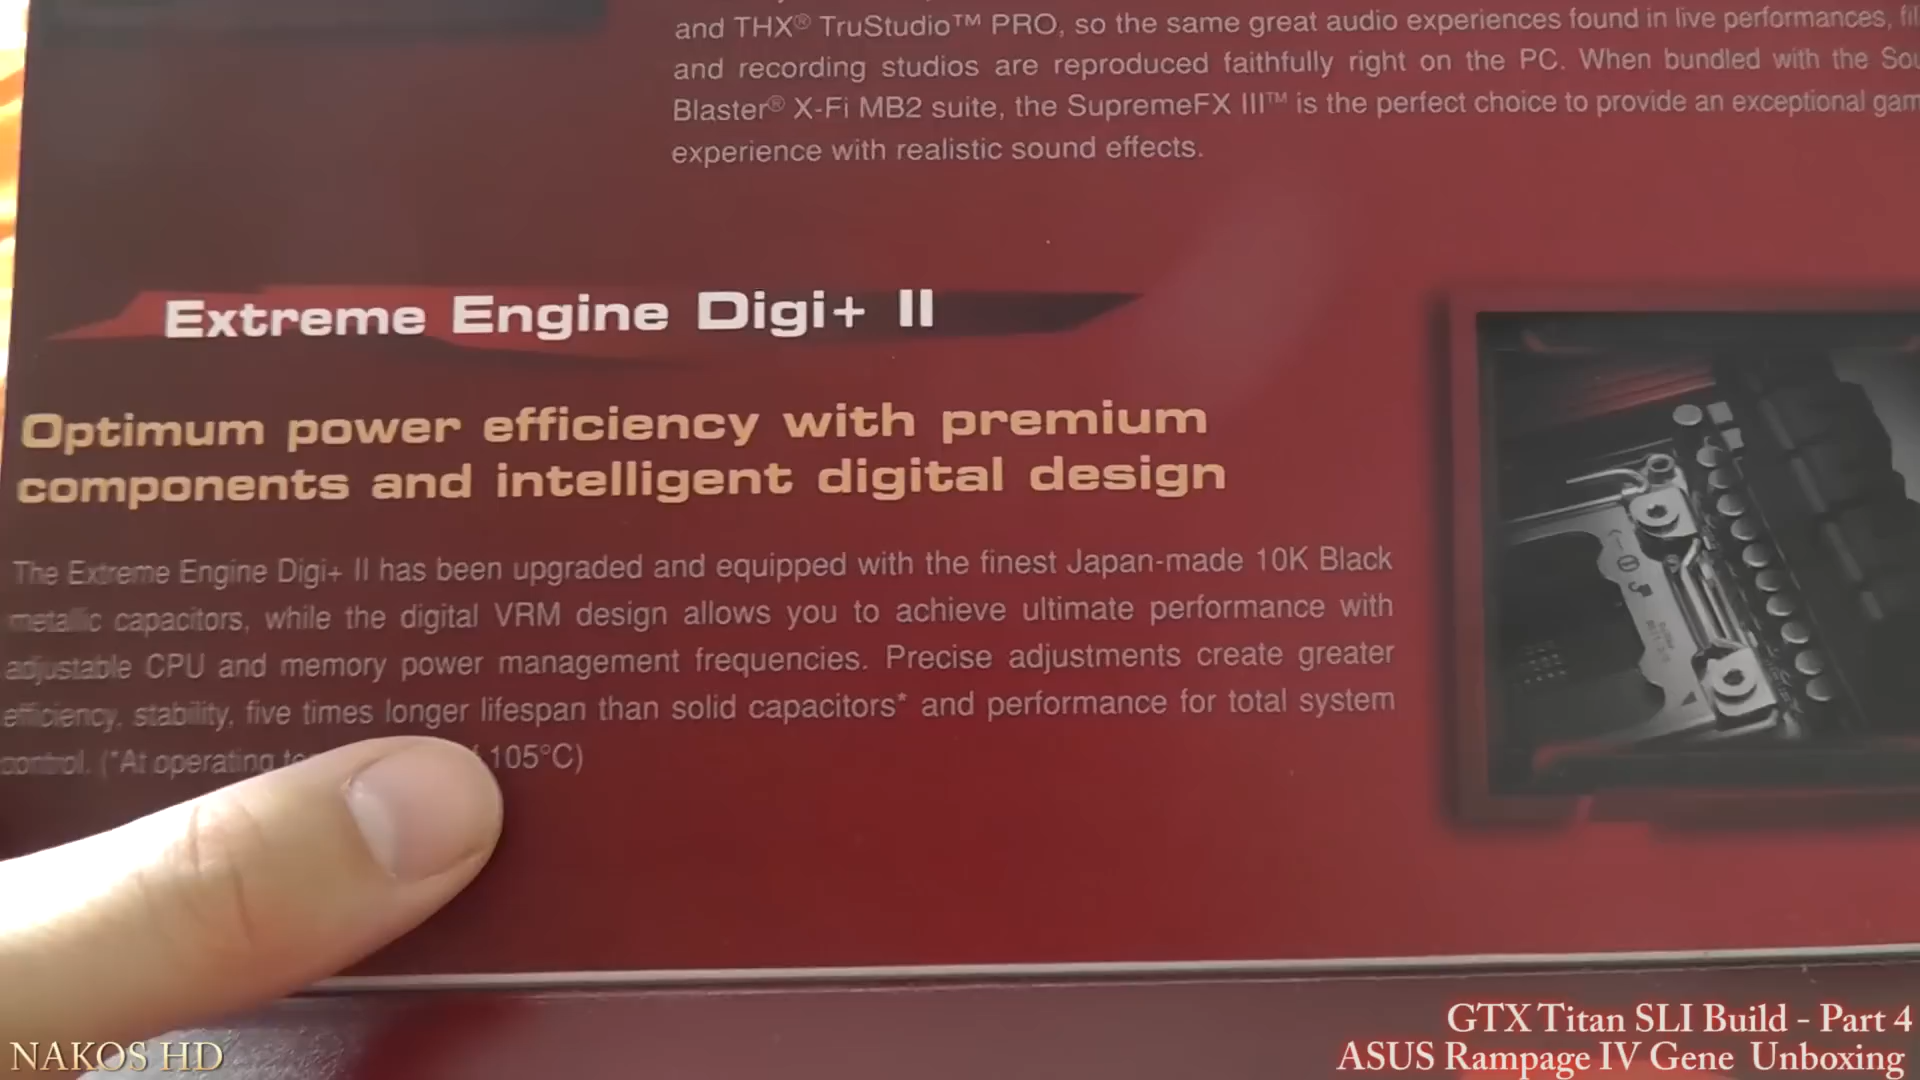 and THX® TruStudio™ PRO, so the same great audio experiences found in live performances,
and recording studios are reproduced faithfully right on the PC. When bundled with the
Blaster® X-Fi MB2 suite, the SupremeFX III™ is the perfect choice to provide an exceptional
experience with realistic sound effects.
Extreme Engine Digi+ II
Optimum power efficiency with premium
components and intelligent digital design
The Extreme Engine Digi+ II has been upgraded and equipped with the finest Japan-made 10K Black
metallic capacitors, while the digital VRM design allows you to achieve ultimate performance with
adjustable CPU and memory power management frequencies. Precise adjustments create greater
efficiency, stability, five times longer lifespan than solid capacitors* and performance for total system
control. (*At operating 105°C)
NAKOS HD
GTX Titan SLI Build - Part 4
ASUS Rampage IV Gene Unboxing